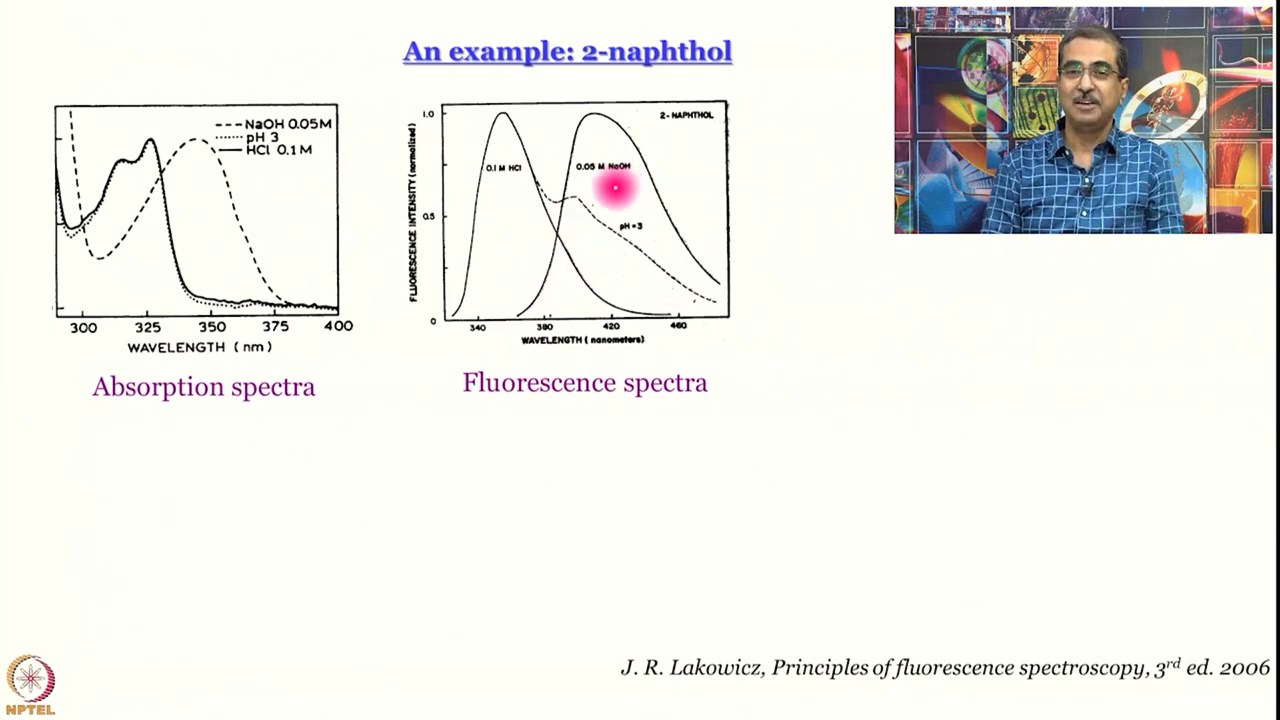 An example: 2-naphthol
NaOH 0.05M
pH 3
HCl 0.1 M
300 325 350 375 400
WAVELENGTH ( nm )
Absorption spectra
2- NAPHTHOL
0.1 M HCl
0.05 M NaOH
pH = 3
FLUORESCENCE INTENSITY (normalized)
1.0
0.5
0
340 380 420 460
WAVELENGTH ( nanometers)
Fluorescence spectra
J. R. Lakowicz, Principles of fluorescence spectroscopy, 3rd ed. 2006
NPTEL